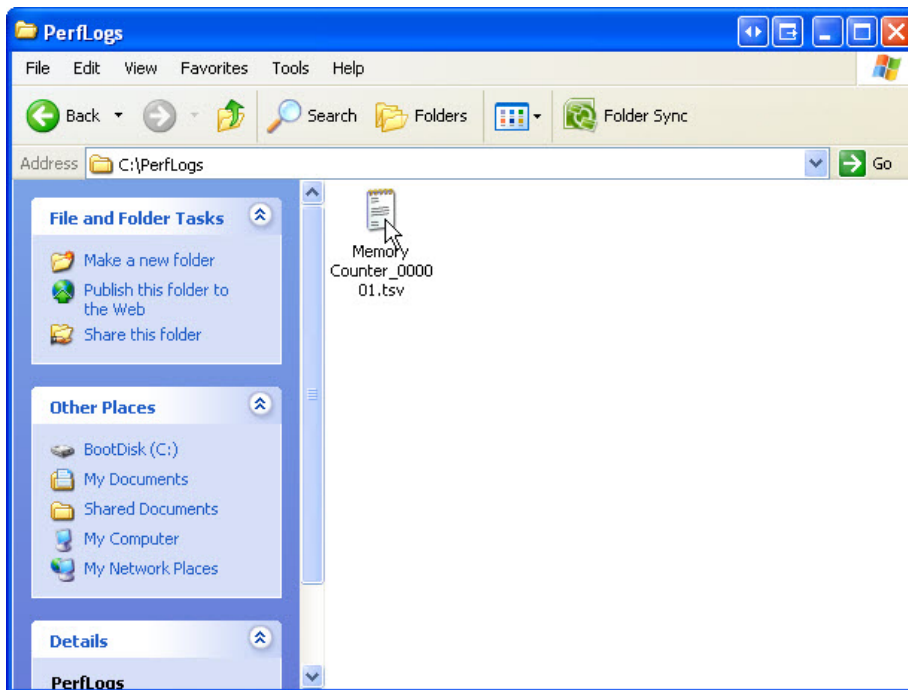 PerfLogs
File Edit View Favorites Tools Help
Back Search Folders Folder Sync
Address C:\PerfLogs Go
File and Folder Tasks
Make a new folder
Publish this folder to
the Web
Share this folder
Other Places
BootDisk (C:)
My Documents
Shared Documents
My Computer
My Network Places
Details
PerfLogs
Memory
Counter_0000
01.tsv